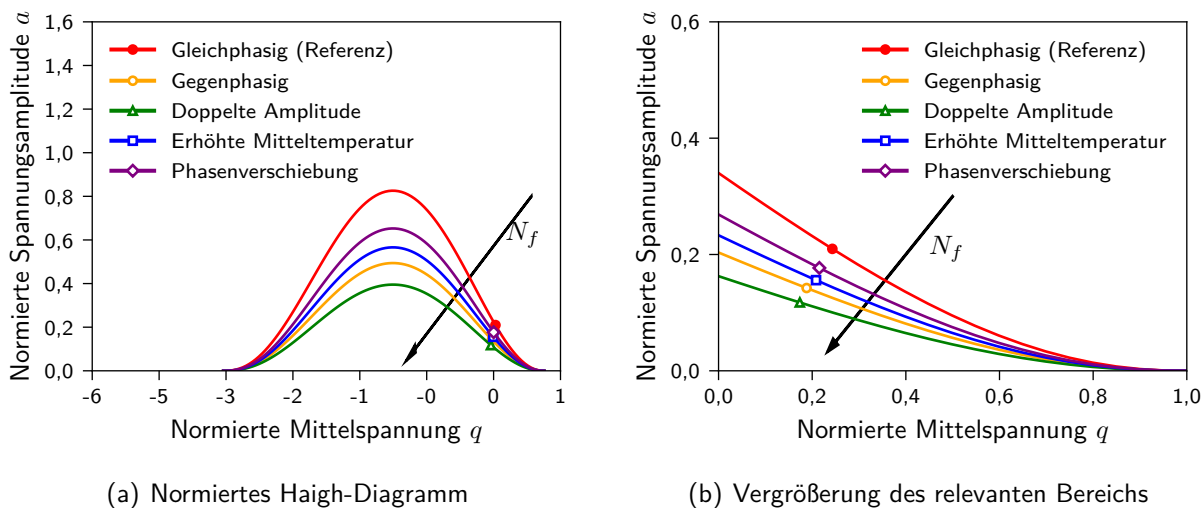 1,6
1,4
1,2
1,0
0,8
0,6
0,4
0,2
0,0
Normierte Spannungsamplitude a
Gleichphasig (Referenz)
Gegenphasig
Doppelte Amplitude
Erhöhte Mitteltemperatur
Phasenverschiebung
N_f
-6 -5 -4 -3 -2 -2 -0 1
Normierte Mittelspannung q
(a) Normiertes Haigh-Diagramm
0,6
0,4
0,2
0,0
Normierte Spannungsamplitude a
Gleichphasig (Referenz)
Gegenphasig
Doppelte Amplitude
Erhöhte Mitteltemperatur
Phasenverschiebung
N_f
0,0 0,2 0,4 0,6 0,8 1,0
Normierte Mittelspannung q
(b) Vergrößerung des relevanten Bereichs